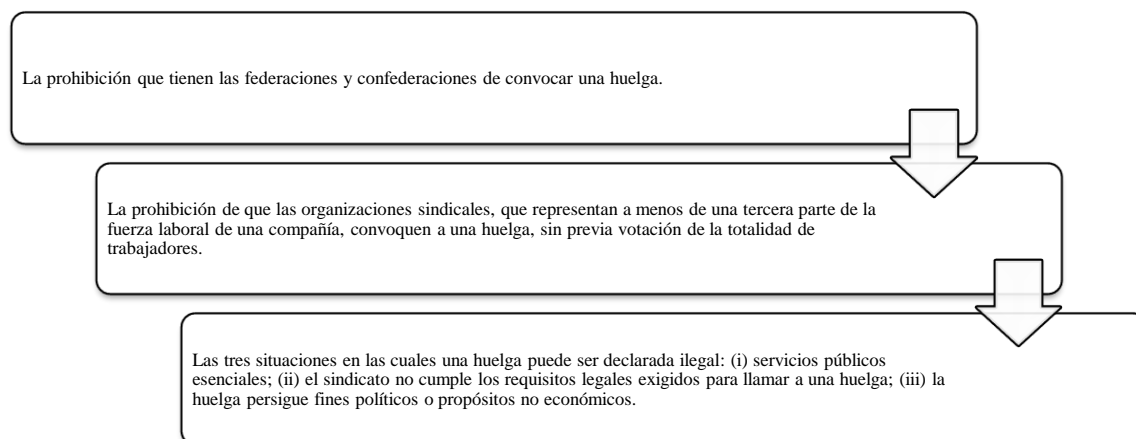 La prohibición que tienen las federaciones y confederaciones de convocar una huelga.
La prohibición de que las organizaciones sindicales, que representan a menos de una tercera parte de la
fuerza laboral de una compañía, convoquen a una huelga, sin previa votación de la totalidad de
trabajadores.
Las tres situaciones en las cuales una huelga puede ser declarada ilegal: (i) servicios públicos
esenciales; (ii) el sindicato no cumple los requisitos legales exigidos para llamar a una huelga; (iii) la
huelga persigue fines políticos o propósitos no económicos.